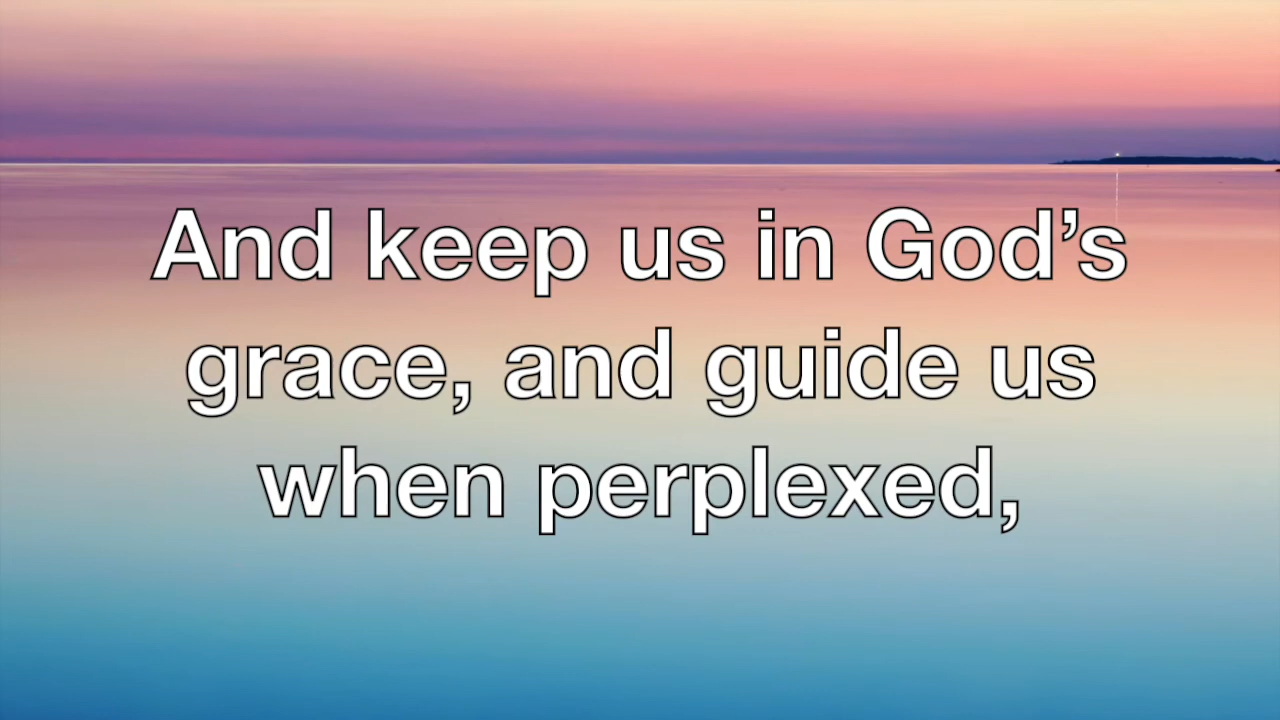 And keep us in God’s
grace, and guide us
when perplexed,